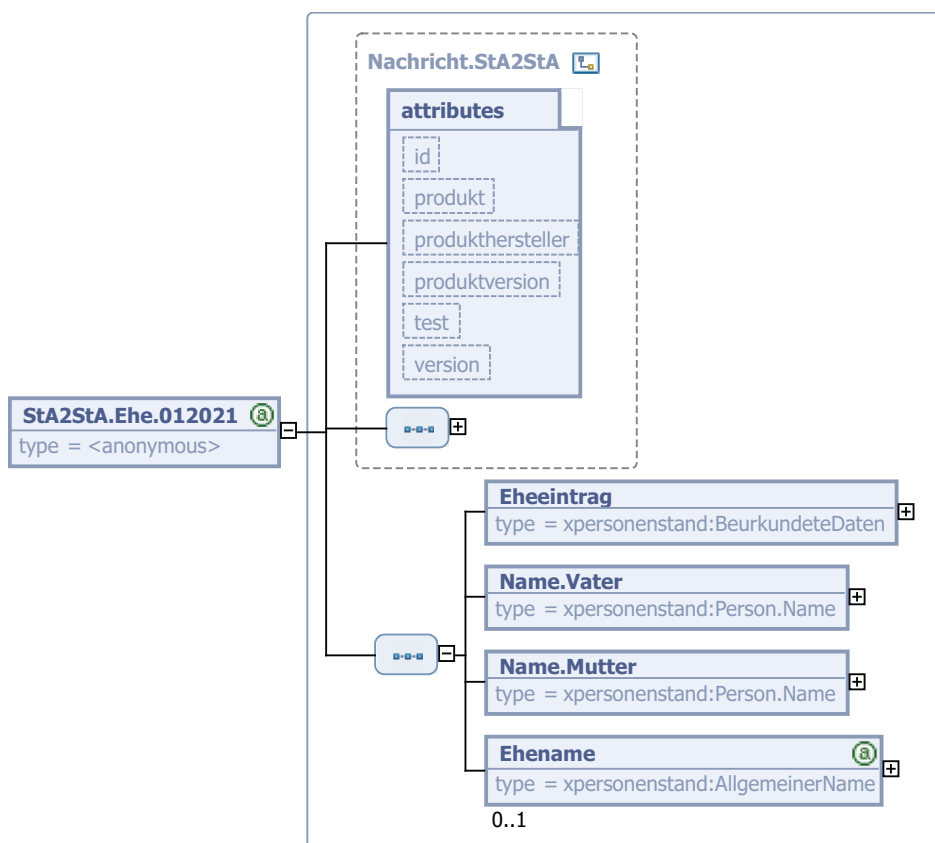 Nachricht.StA2StA
attributes
id
produkt
produkthersteller
produktversion
test
version
StA2StA.Ehe.012021
type = <anonymous>
Eheeintrag
type = xpersonenstand:BeurkundeteDaten
Name.Vater
type = xpersonenstand:Person.Name
Name.Mutter
type = xpersonenstand:Person.Name
Ehename
type = xpersonenstand:AllgemeinerName
0..1